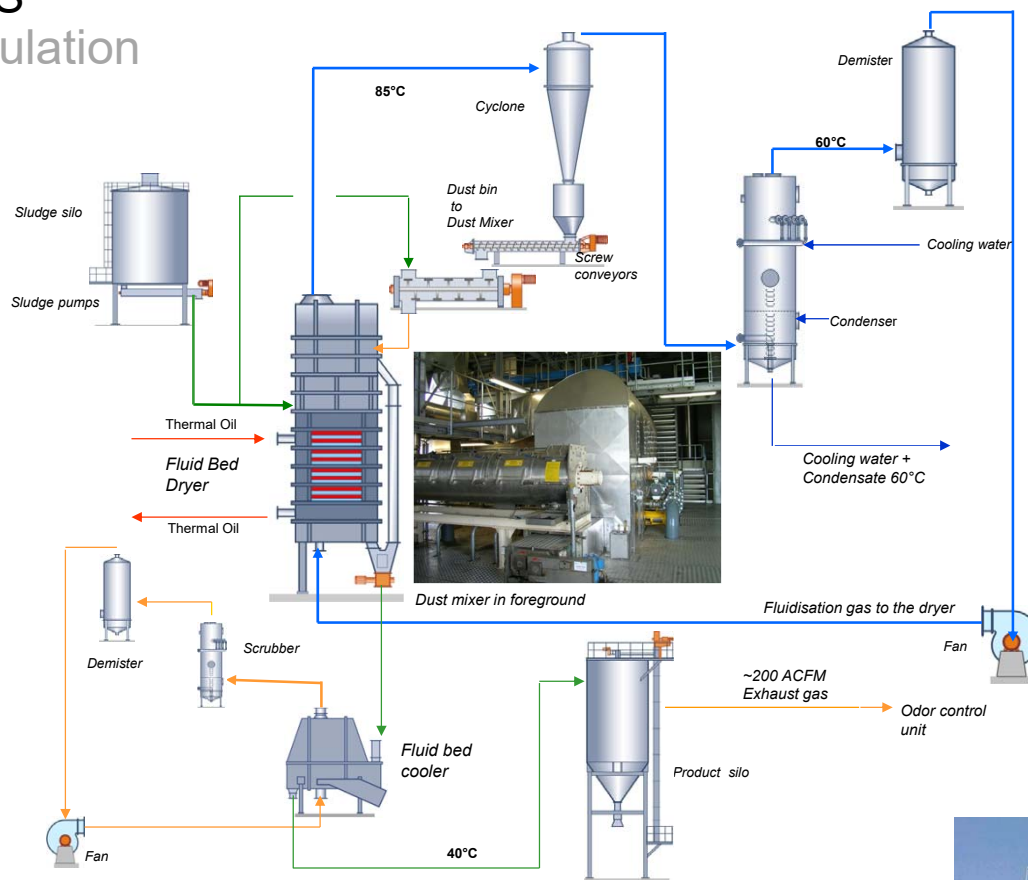 ulation
85°C
Cyclone
Demister
60°C
Sludge silo
Dust bin
to
Dust Mixer
Cooling water
Screw
conveyors
Sludge pumps
Condenser
Thermal Oil
Fluid Bed
Dryer
Cooling water +
Condensate 60°C
Thermal Oil
Dust mixer in foreground
Fluidisation gas to the dryer
Fan
Demister
Scrubber
~200 ACFM
Exhaust gas
Odor control
unit
Fluid bed
cooler
Product silo
Fan
40°C